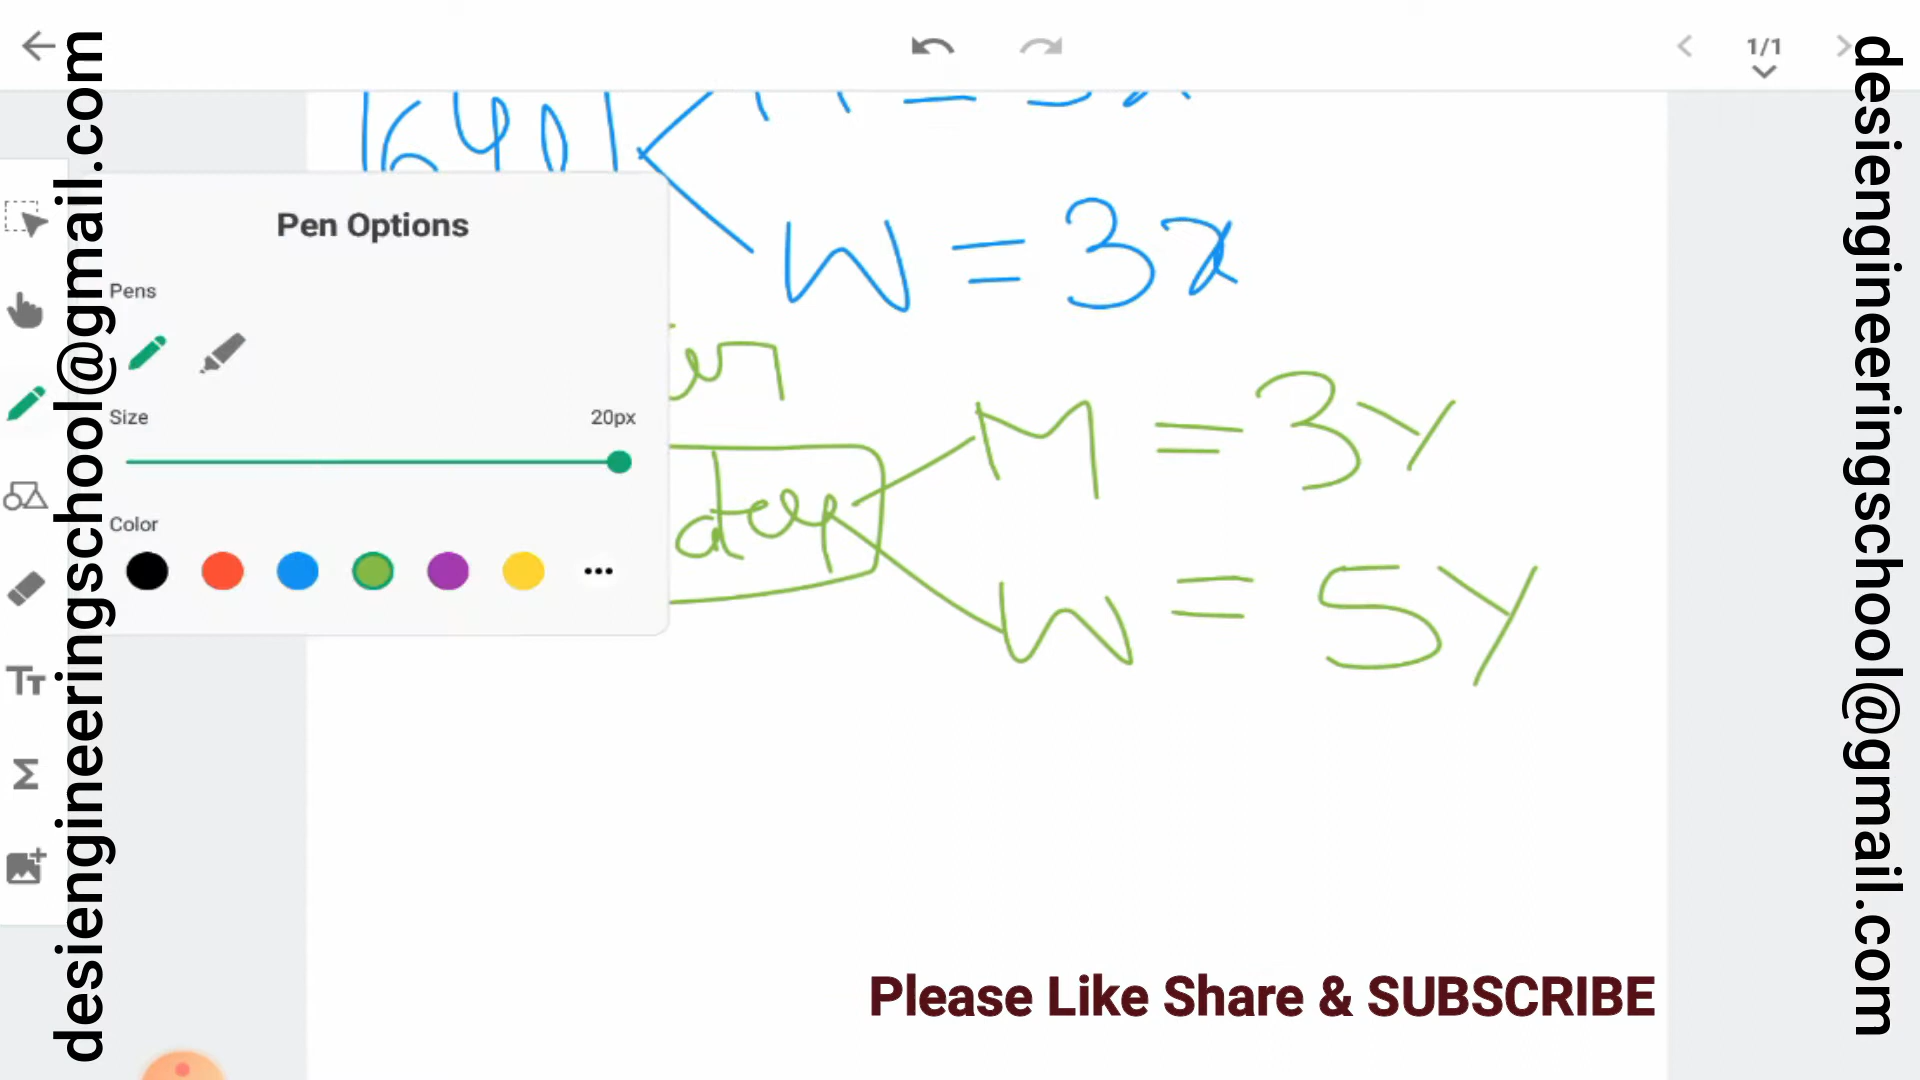 desiengineeringschool@gmail.com
1/1
desiengineeringschool@gmail.com
W = 3x
Pen Options
Pens
Size 20px
Color
M = 3y
W = 5y
Tт
Σ
Please Like Share & SUBSCRIBE